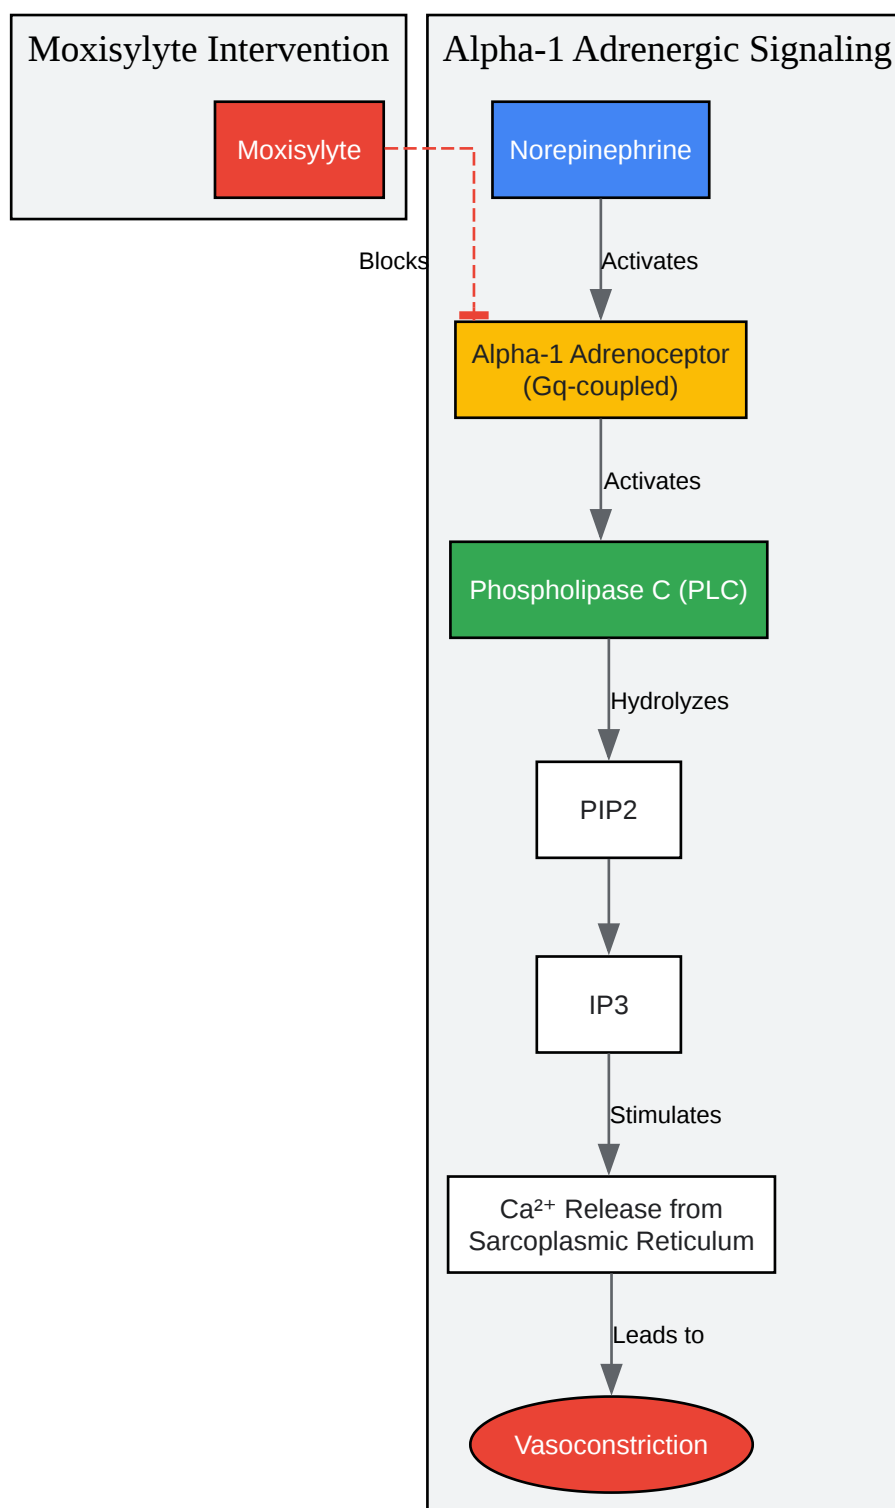 Moxisylyte Intervention
Alpha-1 Adrenergic Signaling
Moxisylyte
Norepinephrine
Blocks
Activates
Alpha-1 Adrenoceptor
(Gq-coupled)
Activates
Phospholipase C (PLC)
Hydrolyzes
PIP2
IP3
Stimulates
Ca²⁺ Release from
Sarcoplasmic Reticulum
Leads to
Vasoconstriction